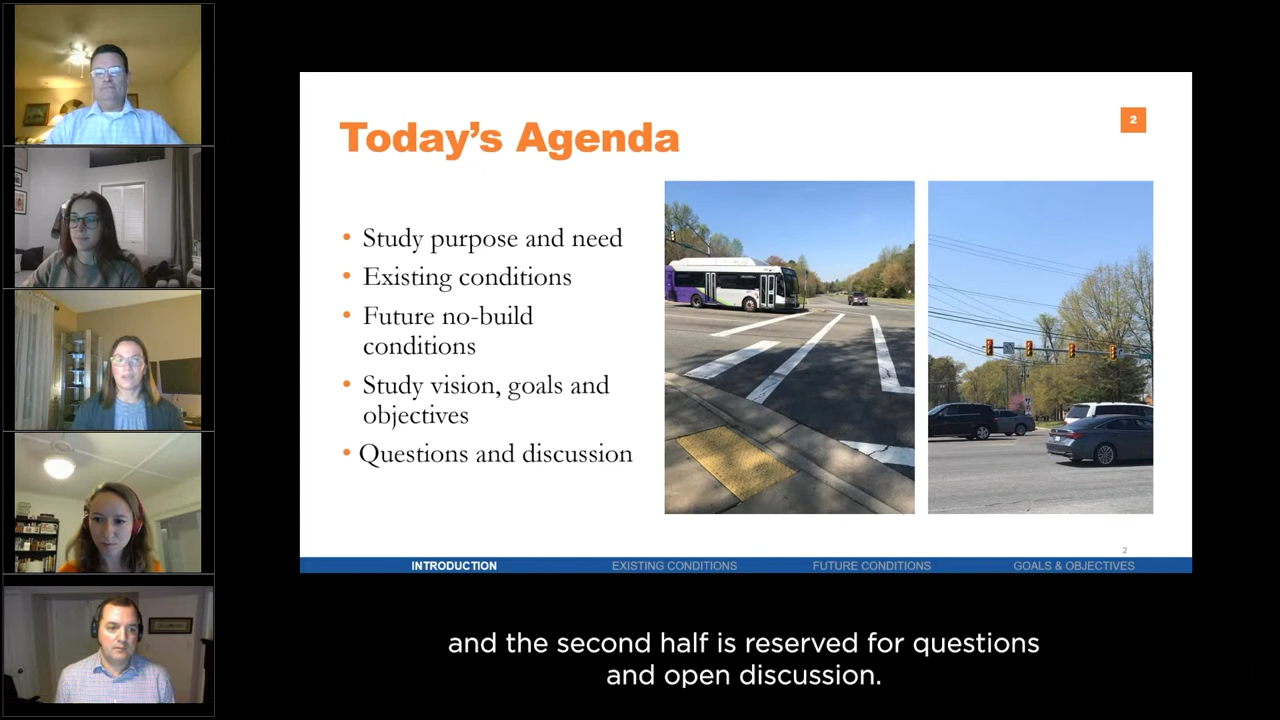 Today's Agenda
2
• Study purpose and need
• Existing conditions
• Future no-build
conditions
• Study vision, goals and
objectives
• Questions and discussion
2
INTRODUCTION
EXISTING CONDITIONS
FUTURE CONDITIONS
GOALS & OBJECTIVES
and the second half is reserved for questions
and open discussion.